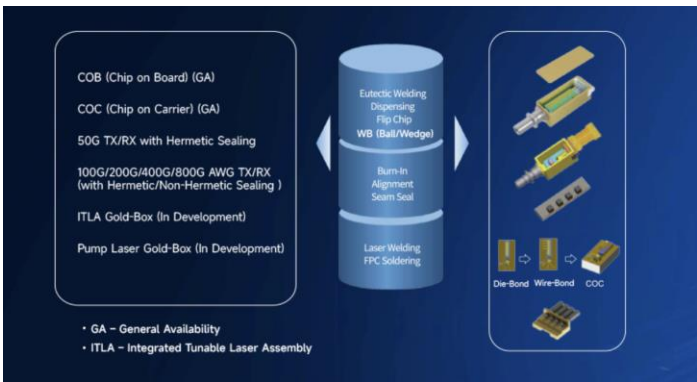 COB (Chip on Board) (GA)
COC (Chip on Carrier) (GA)
50G TX/RX with Hermetic Sealing
100G/200G/400G/800G AWG TX/RX
(with Hermetic/Non-Hermetic Sealing )
ITLA Gold-Box (In Development)
Pump Laser Gold-Box (In Development)
• GA – General Availability
• ITLA – Integrated Tunable Laser Assembly
Eutectic Welding
Dispensing
Flip Chip
WB (Ball/Wedge)
Burn-In
Alignment
Seam Seal
Laser Welding
FPC Soldering
Die-Bond Wire-Bond COC